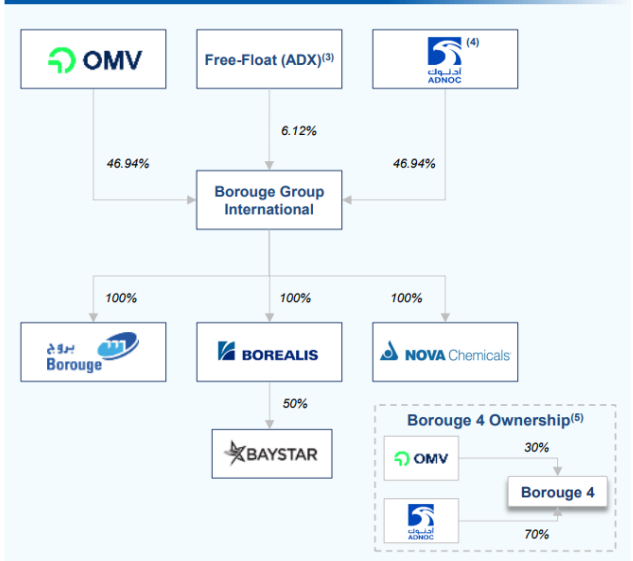 OMV
Free-Float (ADX)(3)
أدنوك
ADNOC
(4)
46.94%
6.12%
46.94%
Borouge Group
International
100%
100%
100%
بروج
Borouge
BOREALIS
NOVA Chemicals
50%
BAYSTAR
Borouge 4 Ownership(5)
OMV
30%
Borouge 4
أدنوك
ADNOC
70%